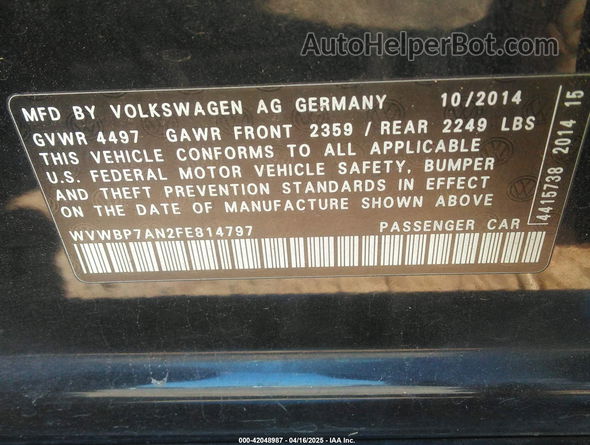 AutoHelperBot.com
MFD BY VOLKSWAGEN AG GERMANY 10/2014
GVWR 4497 GAWR FRONT 2359 / REAR 2249 LBS
THIS VEHICLE CONFORMS TO ALL APPLICABLE
U.S. FEDERAL MOTOR VEHICLE SAFETY, BUMPER
AND THEFT PREVENTION STANDARDS IN EFFECT
ON THE DATE OF MANUFACTURE SHOWN ABOVE
WVWBP7AN2FE814797 PASSENGER CAR
4415738 2014 15
000-42048987 - 04/16/2025 - IAA Inc.